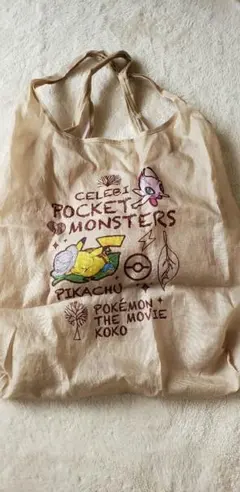 CELEBI
POCKET
MONSTERS
PIKACHU
POKÉMON
THE MOVIE
KOKO